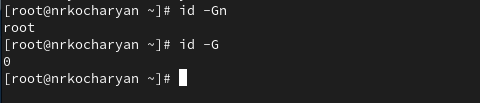 [root@nrkocharyan ~]# id -Gn
root
[root@nrkocharyan ~]# id -G
0
[root@nrkocharyan ~]#